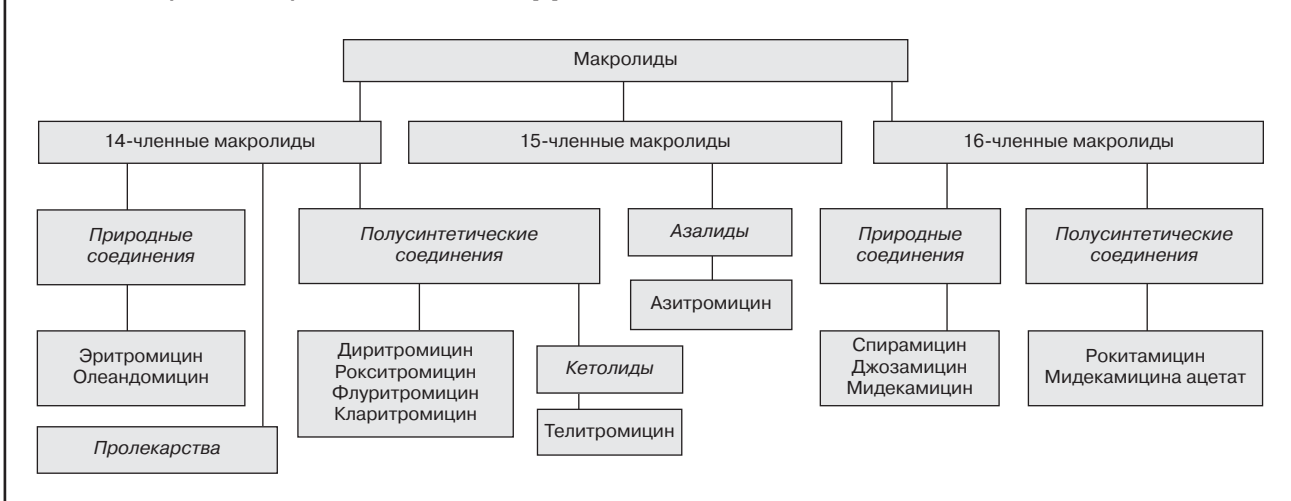 Макролиды
14-членные макролиды
15-членные макролиды
16-членные макролиды
Природные
соединения
Полусинтетические
соединения
Азалиды
Природные
соединения
Полусинтетические
соединения
Азитромицин
Эритромицин
Олеандомицин
Диритромицин
Рокситромицин
Флуритромицин
Кларитромицин
Кетолиды
Спирамицин
Джозамицин
Мидекамицин
Рокитамицин
Мидекамицина ацетат
Пролекарства
Телитромицин